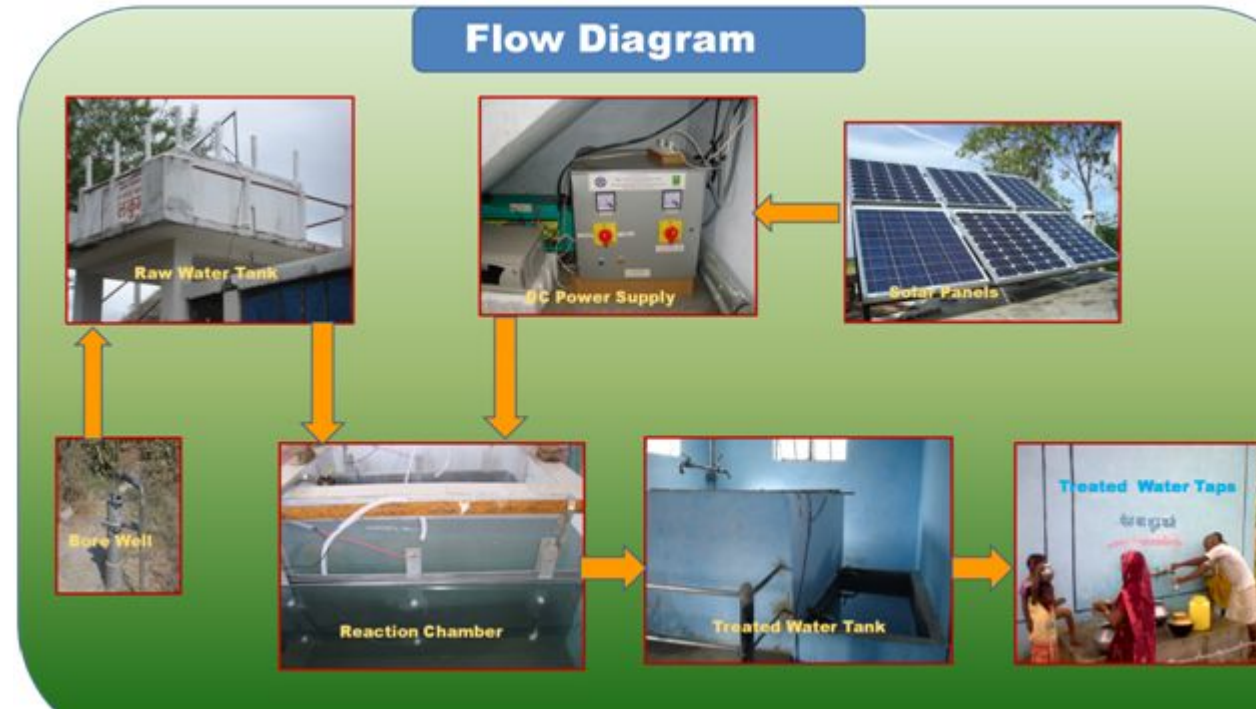 Flow Diagram
Raw Water Tank
DC Power Supply
Solar Panels
Bore Well
Reaction Chamber
Treated Water Tank
Treated Water Taps